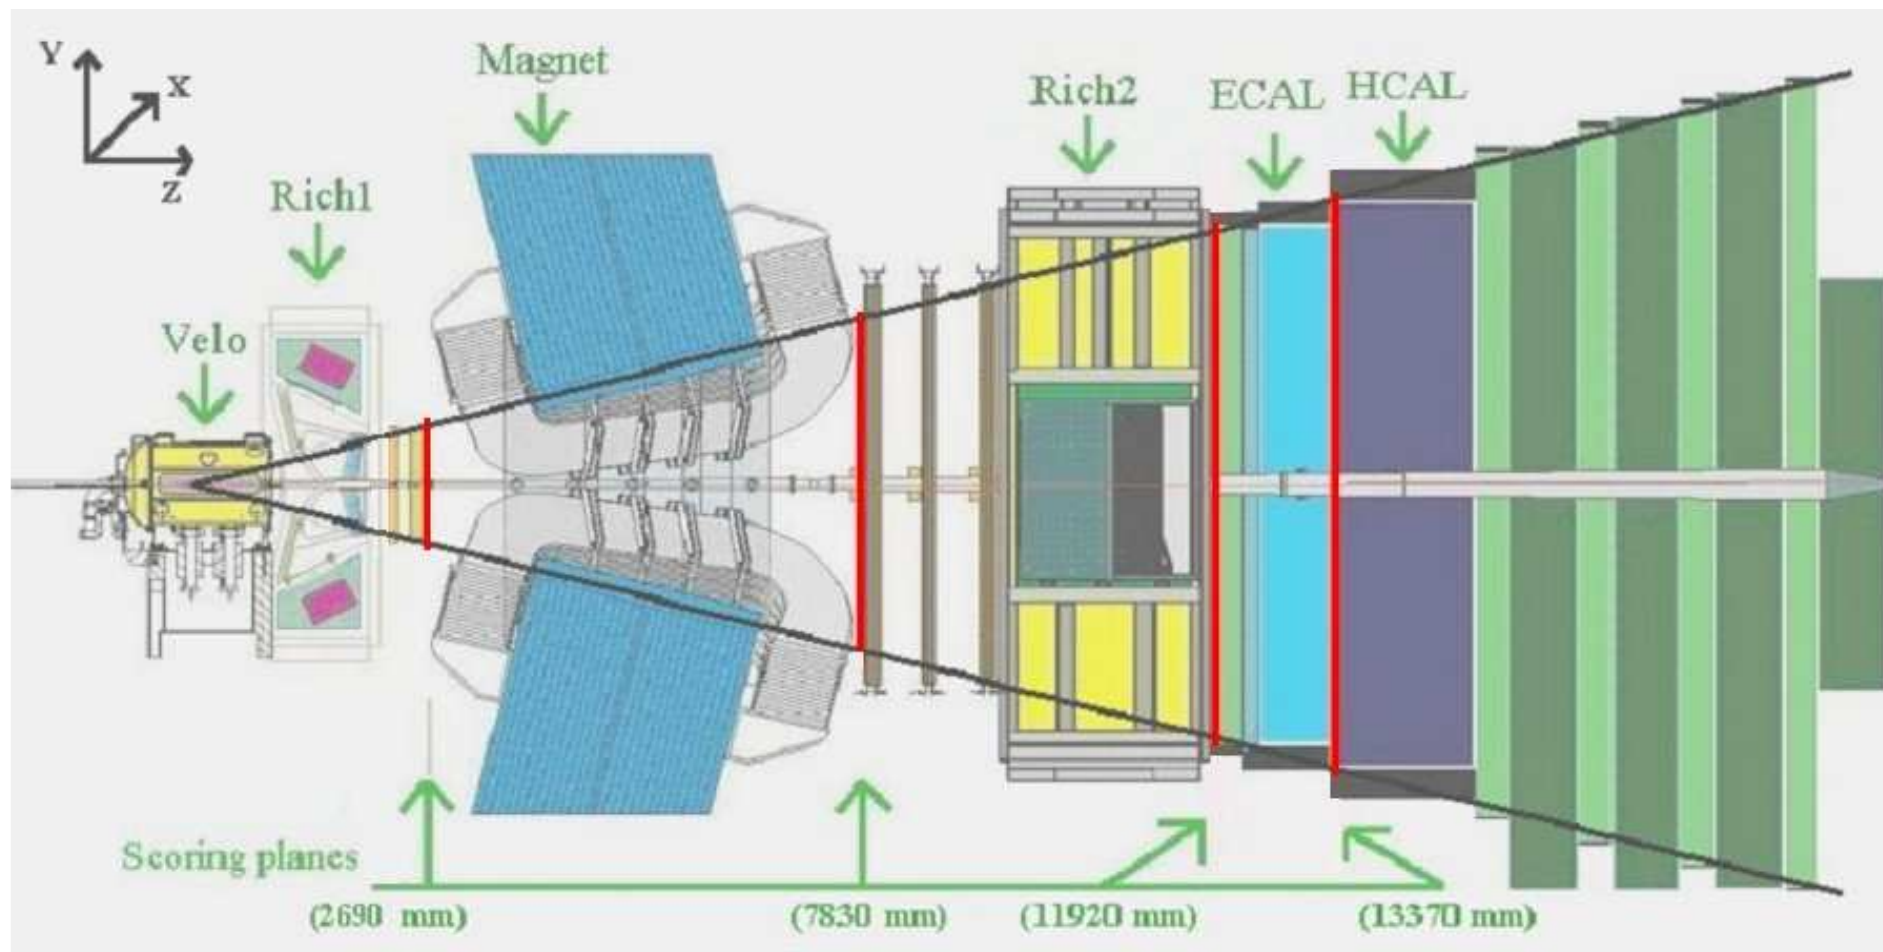 Y
X
Z
Magnet
Rich1
Velo
Rich2
ECAL
HCAL
Scoring planes
(2690 mm)
(7830 mm)
(11920 mm)
(13370 mm)